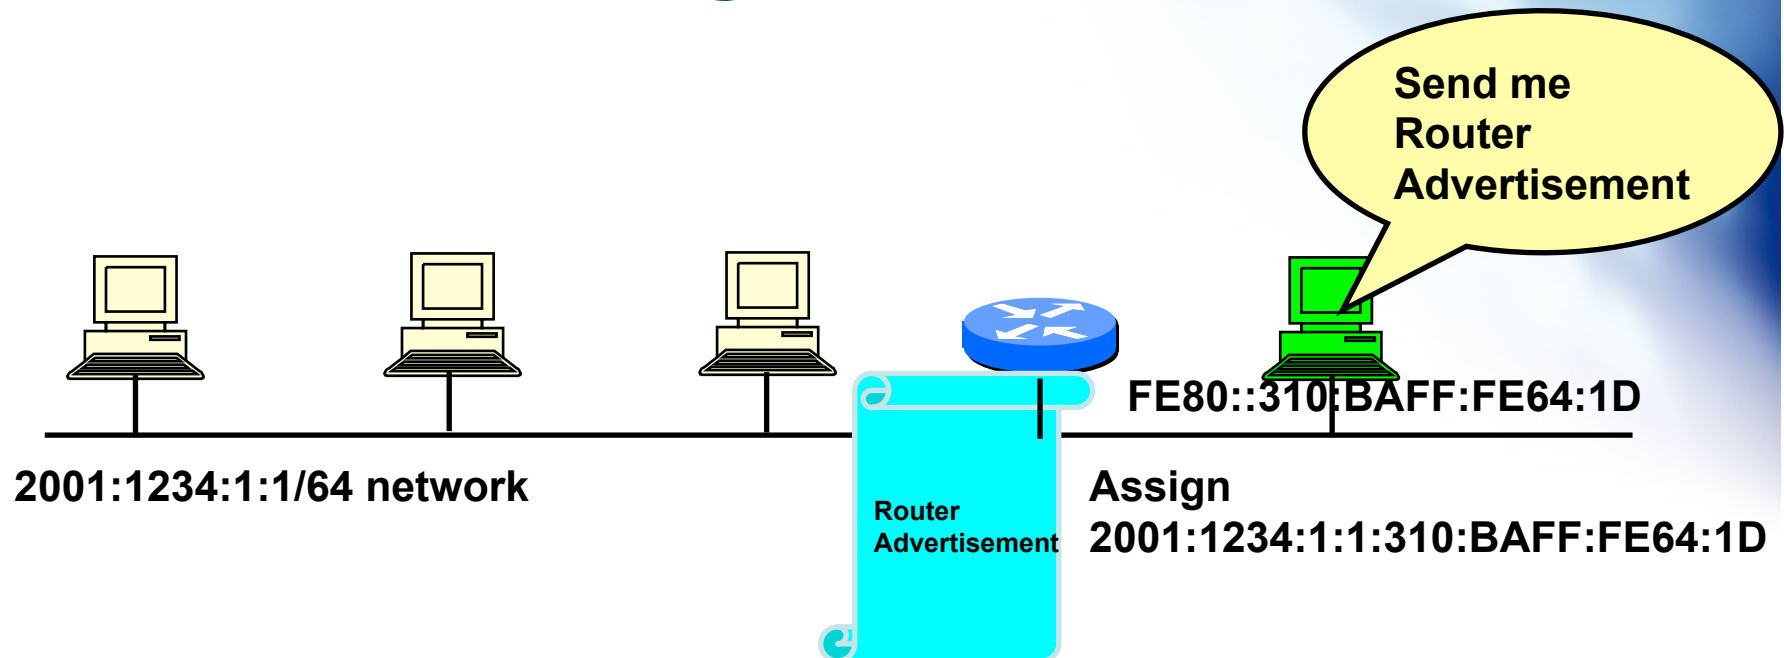 Send me
Router
Advertisement
FE80::310:BAFF:FE64:1D
2001:1234:1:1/64 network
Router
Advertisement
Assign
2001:1234:1:1:310:BAFF:FE64:1D